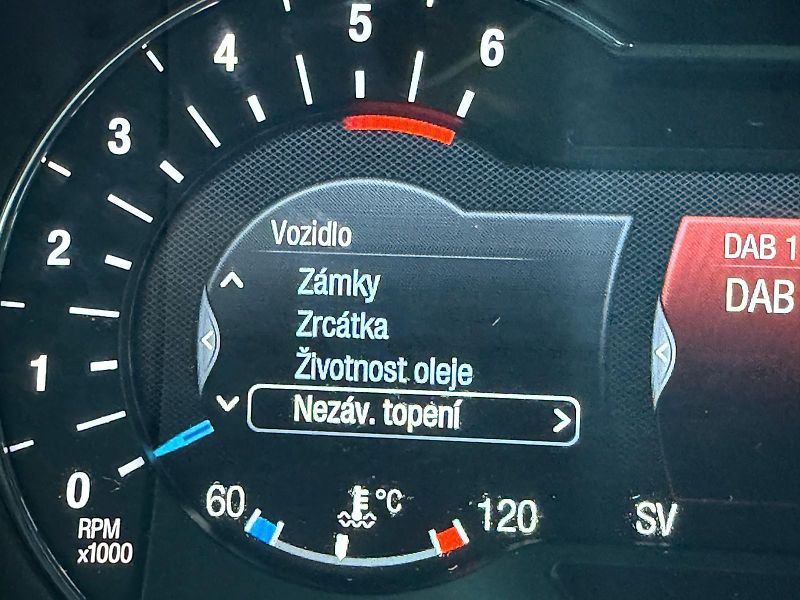 6
5
4
3
2
1
0
RPM
x1000
Vozidlo
Zámky
Zrcátka
Životnost oleje
Nezáv. topení
DAB 1
DAB
60
°C
120
SV